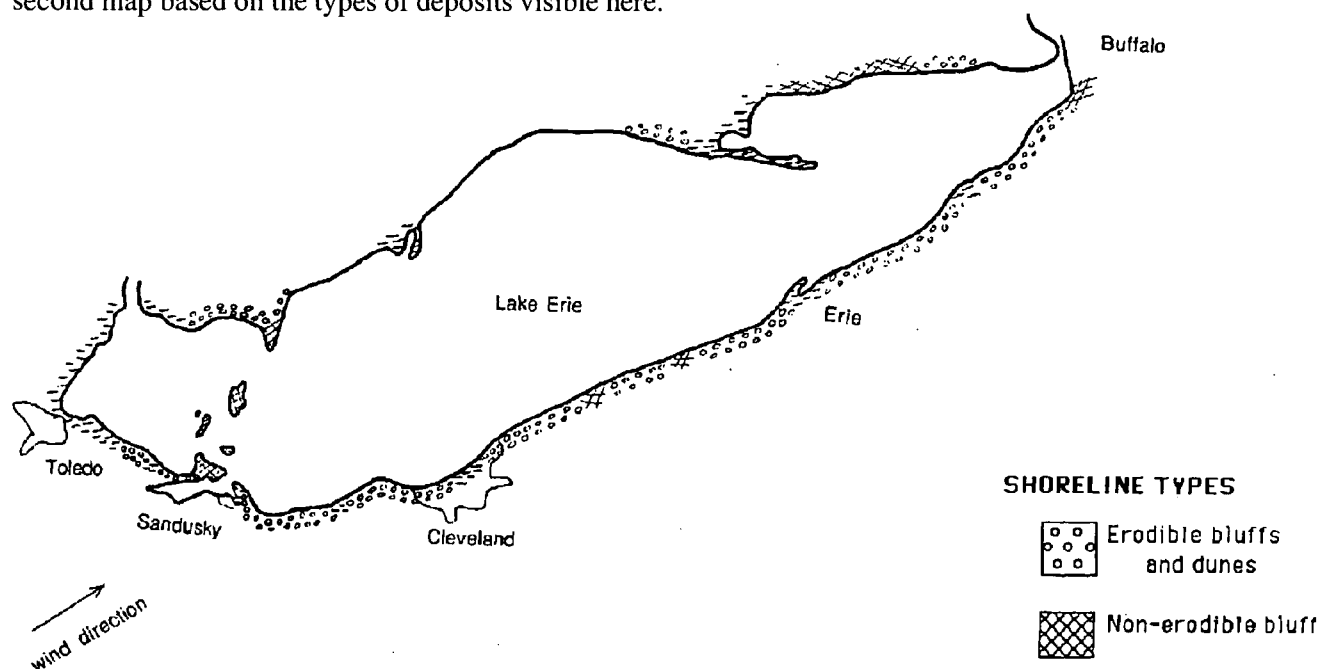 second map based on the types of deposits visible here.
Buffalo
Lake Erie
Erie
Toledo
Sandusky
Cleveland
wind direction
SHORELINE TYPES
Erodible bluffs
and dunes
Non-erodible bluff